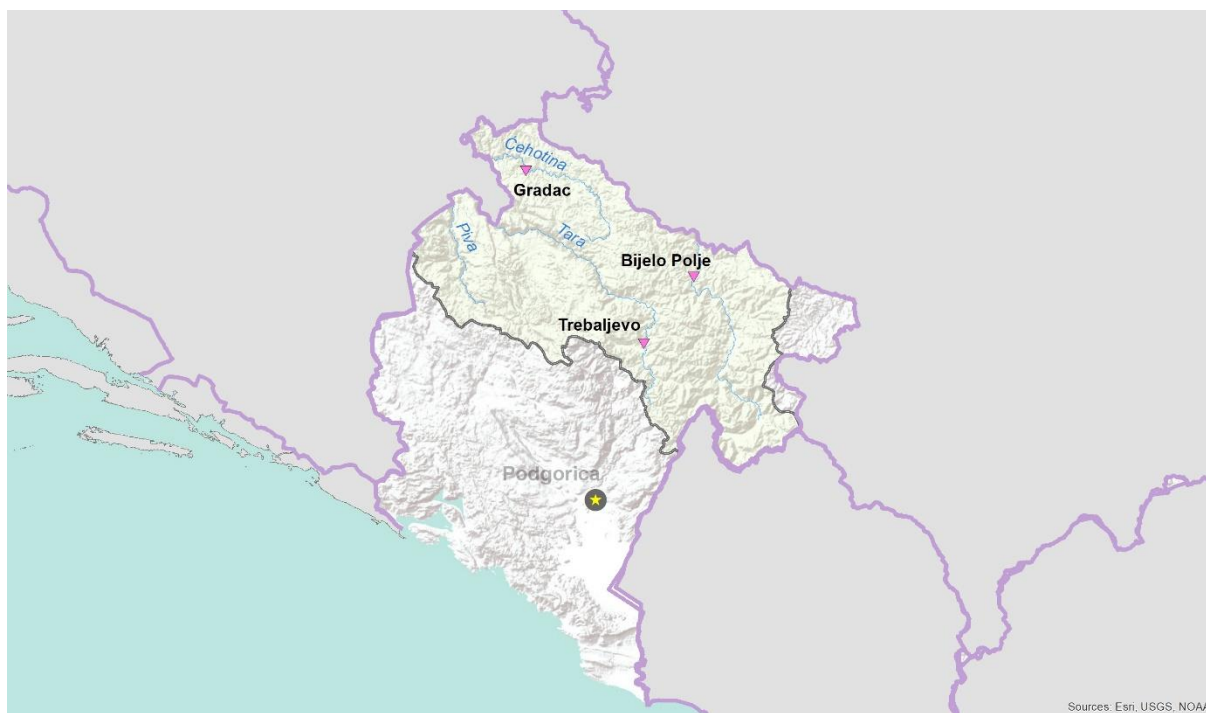 Ćehotina
Gradac
Piva
Tara
Bijelo Polje
Trebaljevo
Podgorica
Sources: Esri, USGS, NOAA